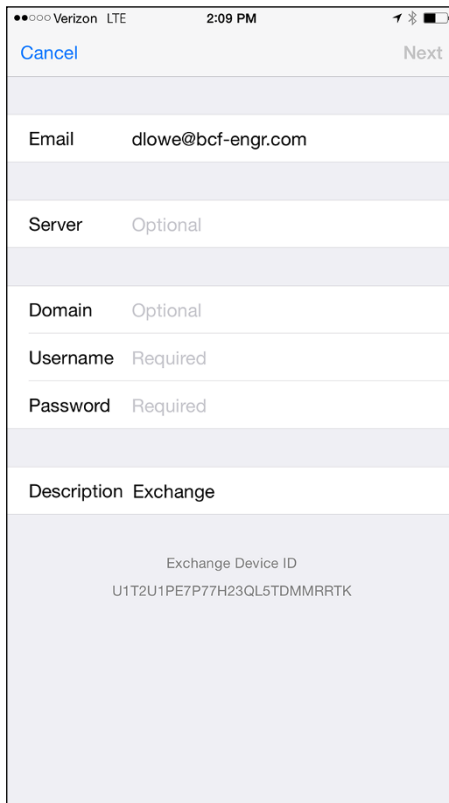 Verizon LTE 2:09 PM
Cancel Next
Email dlowe@bcf-engr.com
Server Optional
Domain Optional
Username Required
Password Required
Description Exchange
Exchange Device ID
U1T2U1PE7P77H23QL5TDMMRRTK